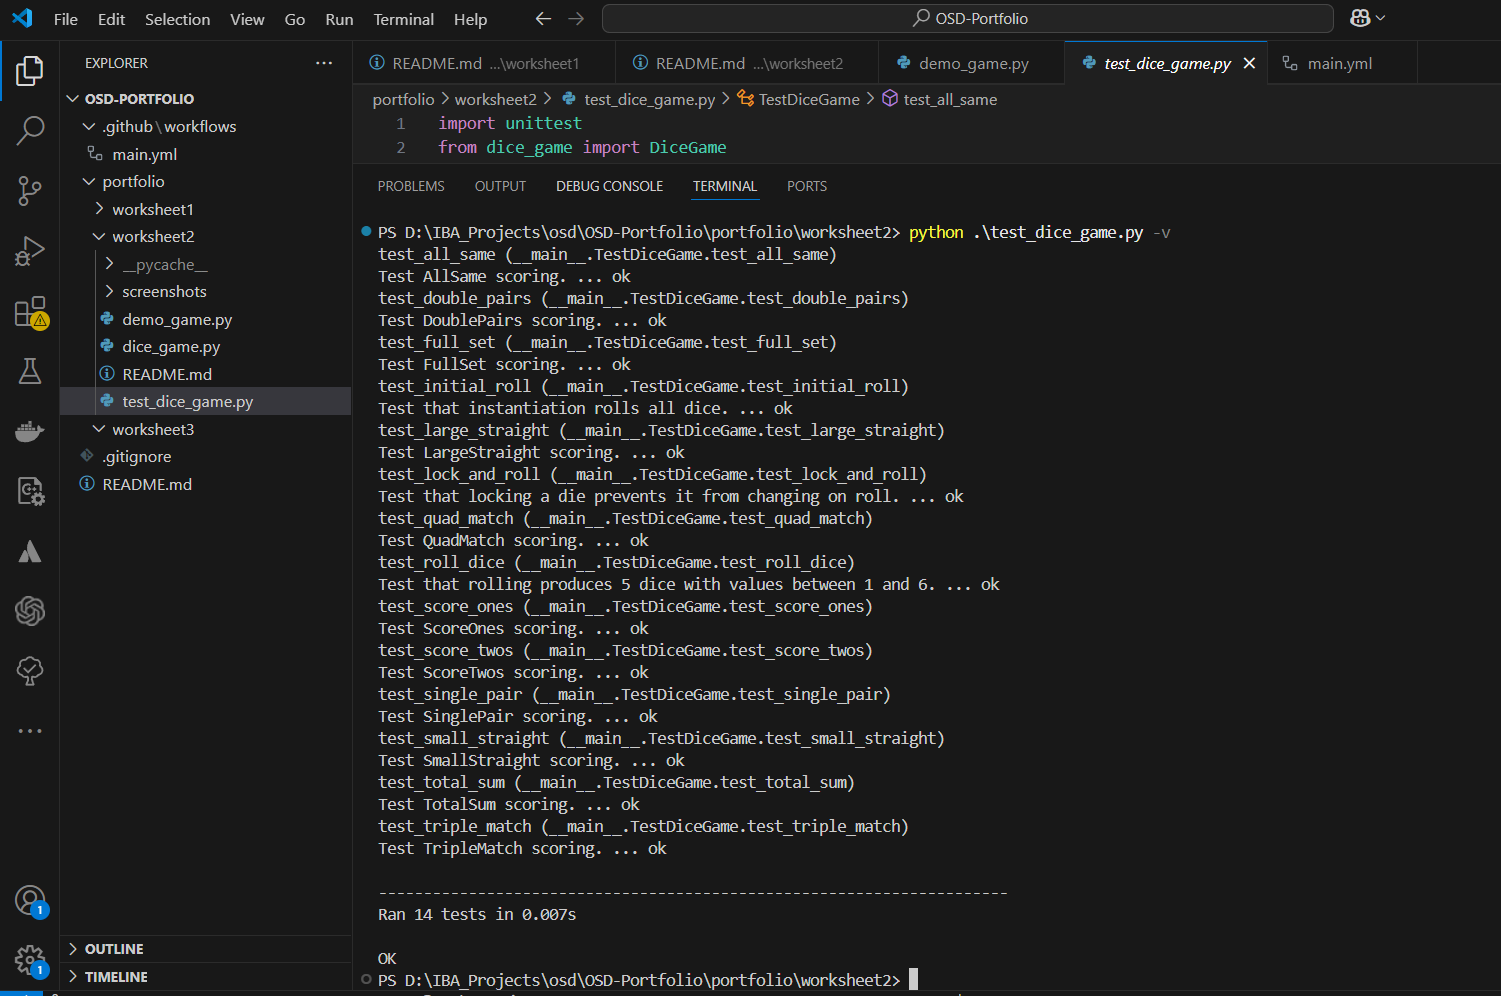 File Edit Selection View Go Run Terminal Help OSD-Portfolio
EXPLORER
OSD-PORTFOLIO
.github\workflows
main.yml
portfolio
worksheet1
worksheet2
__pycache__
screenshots
demo_game.py
dice_game.py
README.md
test_dice_game.py
worksheet3
.gitignore
README.md
OUTLINE
TIMELINE
1
1
README.md ...\worksheet1 README.md ...\worksheet2 demo_game.py test_dice_game.py main.yml
portfolio > worksheet2 > test_dice_game.py > TestDiceGame > test_all_same
1 import unittest
2 from dice_game import DiceGame
PROBLEMS OUTPUT DEBUG CONSOLE TERMINAL PORTS
PS D:\IBA_Projects\osd\OSD-Portfolio\portfolio\worksheet2> python .\test_dice_game.py -v
test_all_same (__main__.TestDiceGame.test_all_same)
Test AllSame scoring. ... ok
test_double_pairs (__main__.TestDiceGame.test_double_pairs)
Test DoublePairs scoring. ... ok
test_full_set (__main__.TestDiceGame.test_full_set)
Test FullSet scoring. ... ok
test_initial_roll (__main__.TestDiceGame.test_initial_roll)
Test that instantiation rolls all dice. ... ok
test_large_straight (__main__.TestDiceGame.test_large_straight)
Test LargeStraight scoring. ... ok
test_lock_and_roll (__main__.TestDiceGame.test_lock_and_roll)
Test that locking a die prevents it from changing on roll. ... ok
test_quad_match (__main__.TestDiceGame.test_quad_match)
Test QuadMatch scoring. ... ok
test_roll_dice (__main__.TestDiceGame.test_roll_dice)
Test that rolling produces 5 dice with values between 1 and 6. ... ok
test_score_ones (__main__.TestDiceGame.test_score_ones)
Test ScoreOnes scoring. ... ok
test_score_twos (__main__.TestDiceGame.test_score_twos)
Test ScoreTwos scoring. ... ok
test_single_pair (__main__.TestDiceGame.test_single_pair)
Test SinglePair scoring. ... ok
test_small_straight (__main__.TestDiceGame.test_small_straight)
Test SmallStraight scoring. ... ok
test_total_sum (__main__.TestDiceGame.test_total_sum)
Test TotalSum scoring. ... ok
test_triple_match (__main__.TestDiceGame.test_triple_match)
Test TripleMatch scoring. ... ok
----------------------------------------------------------------------
Ran 14 tests in 0.007s
OK
PS D:\IBA_Projects\osd\OSD-Portfolio\portfolio\worksheet2>